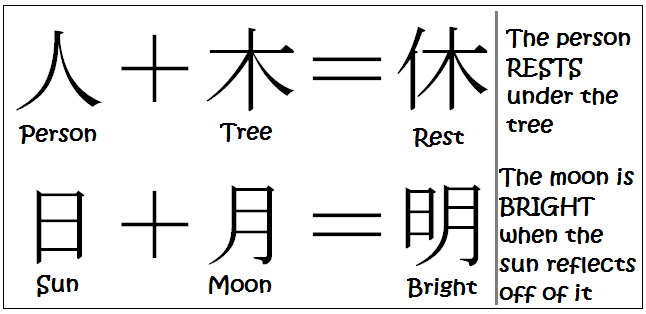 人 + 木 = 休
Person
Tree
Rest
The person
RESTS
under the
tree
日 + 月 = 明
Sun
Moon
Bright
The moon is
BRIGHT
when the
sun reflects
off of it